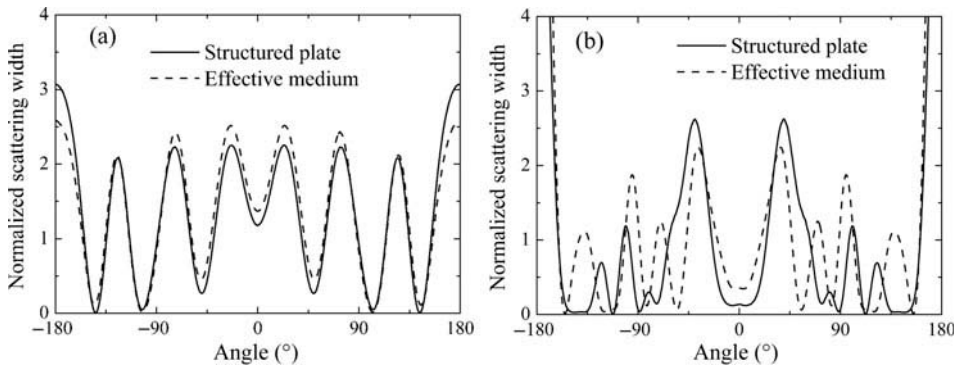 (a)
Structured plate
Effective medium
Normalized scattering width
4
3
2
1
0
−180
−90
0
90
180
Angle (°)
(b)
Structured plate
Effective medium
Normalized scattering width
4
3
2
1
0
−180
−90
0
90
180
Angle (°)